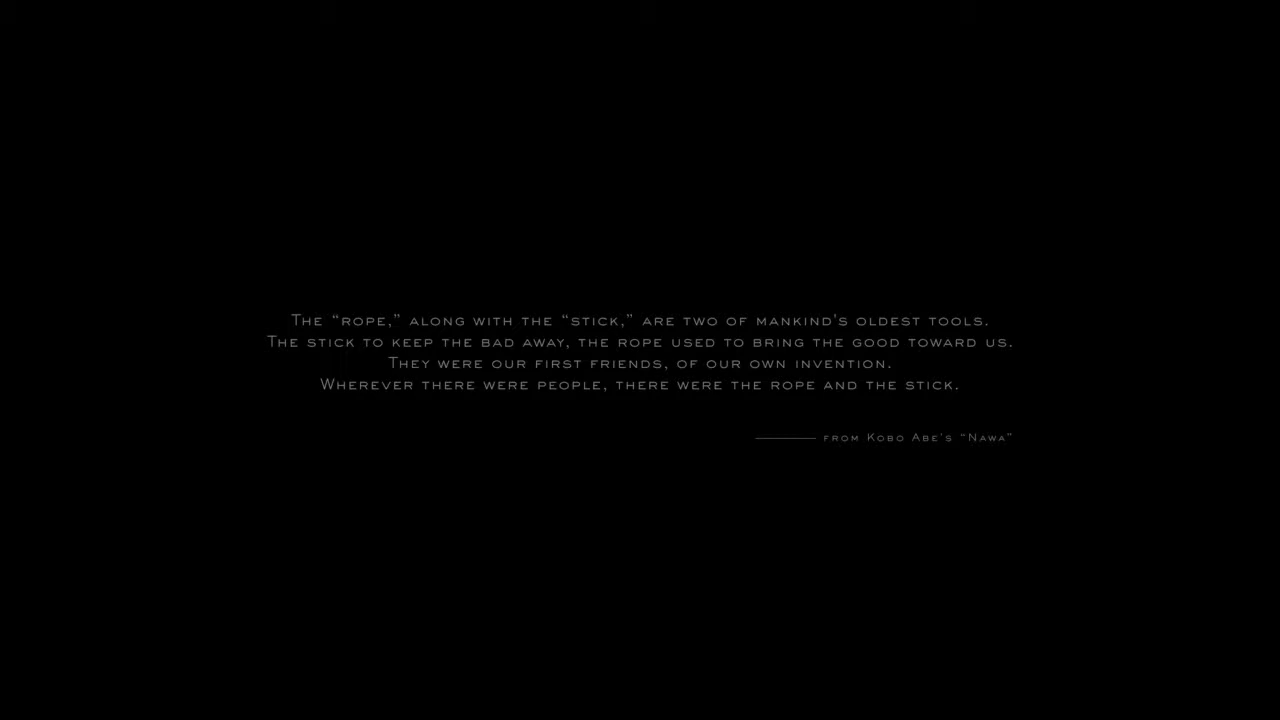 The “rope,” along with the “stick,” are two of mankind's oldest tools.
The stick to keep the bad away, the rope used to bring the good toward us.
They were our first friends, of our own invention.
Wherever there were people, there were the rope and the stick.
from Kobo Abe's “Nawa”